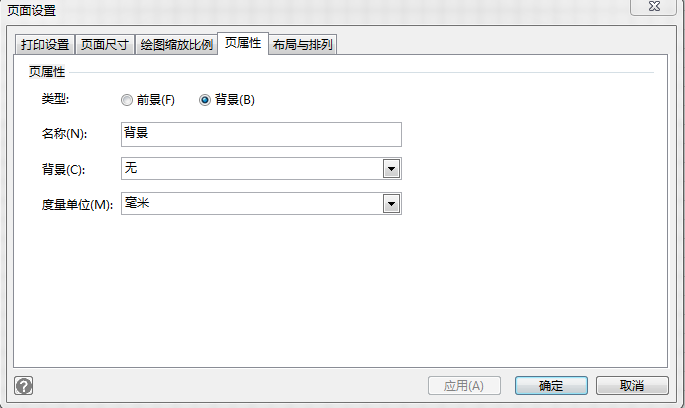 页面设置
打印设置 页面尺寸 绘图缩放比例 页属性 布局与排列
页属性
类型: 前景(F) 背景(B)
名称(N): 背景
背景(C): 无
度量单位(M): 毫米
? 应用(A) 确定 取消